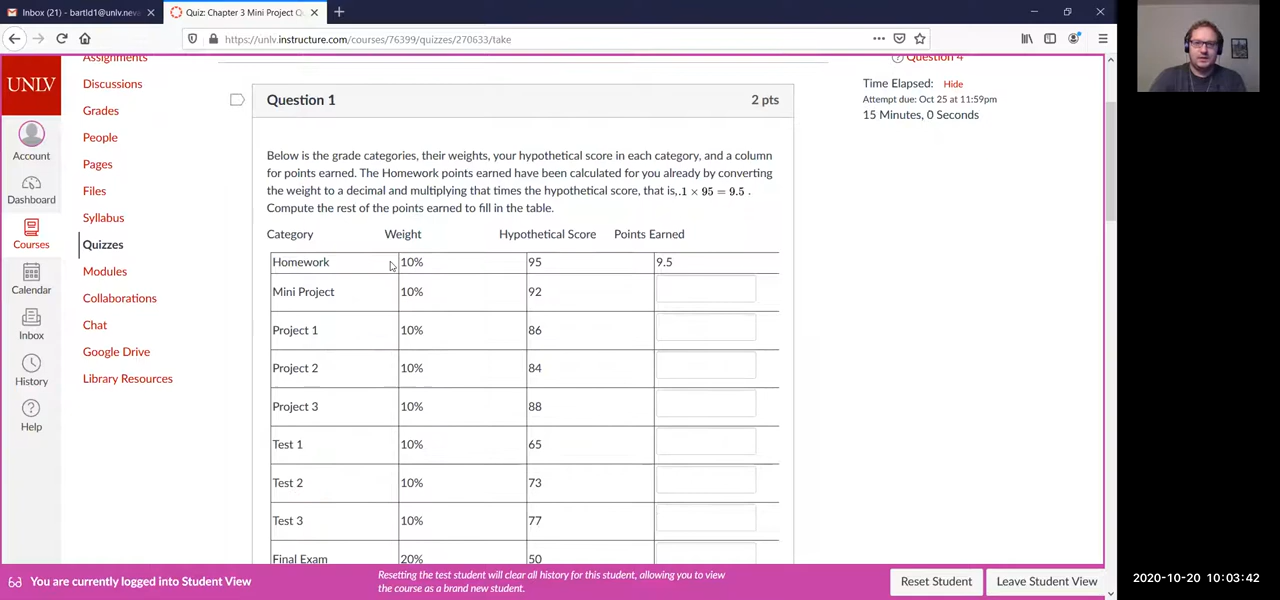 Inbox (21) - bartld1@unlv.neva
Quiz: Chapter 3 Mini Project Q
https://unlv.instructure.com/courses/76399/quizzes/270633/take
UNLV
Account
Dashboard
Courses
Calendar
Inbox
History
Help
Assignments
Discussions
Grades
People
Pages
Files
Syllabus
Quizzes
Modules
Collaborations
Chat
Google Drive
Library Resources
Question 1
2 pts
Below is the grade categories, their weights, your hypothetical score in each category, and a column
for points earned. The Homework points earned have been calculated for you already by converting
the weight to a decimal and multiplying that times the hypothetical score, that is,.1 × 95 = 9.5 .
Compute the rest of the points earned to fill in the table.
Category Weight Hypothetical Score Points Earned
Homework 10% 95 9.5
Mini Project 10% 92
Project 1 10% 86
Project 2 10% 84
Project 3 10% 88
Test 1 10% 65
Test 2 10% 73
Test 3 10% 77
Final Exam 20% 50
Question 4
Time Elapsed: Hide
Attempt due: Oct 25 at 11:59pm
15 Minutes, 0 Seconds
You are currently logged into Student View
Resetting the test student will clear all history for this student, allowing you to view
the course as a brand new student.
Reset Student
Leave Student View
2020-10-20 10:03:42